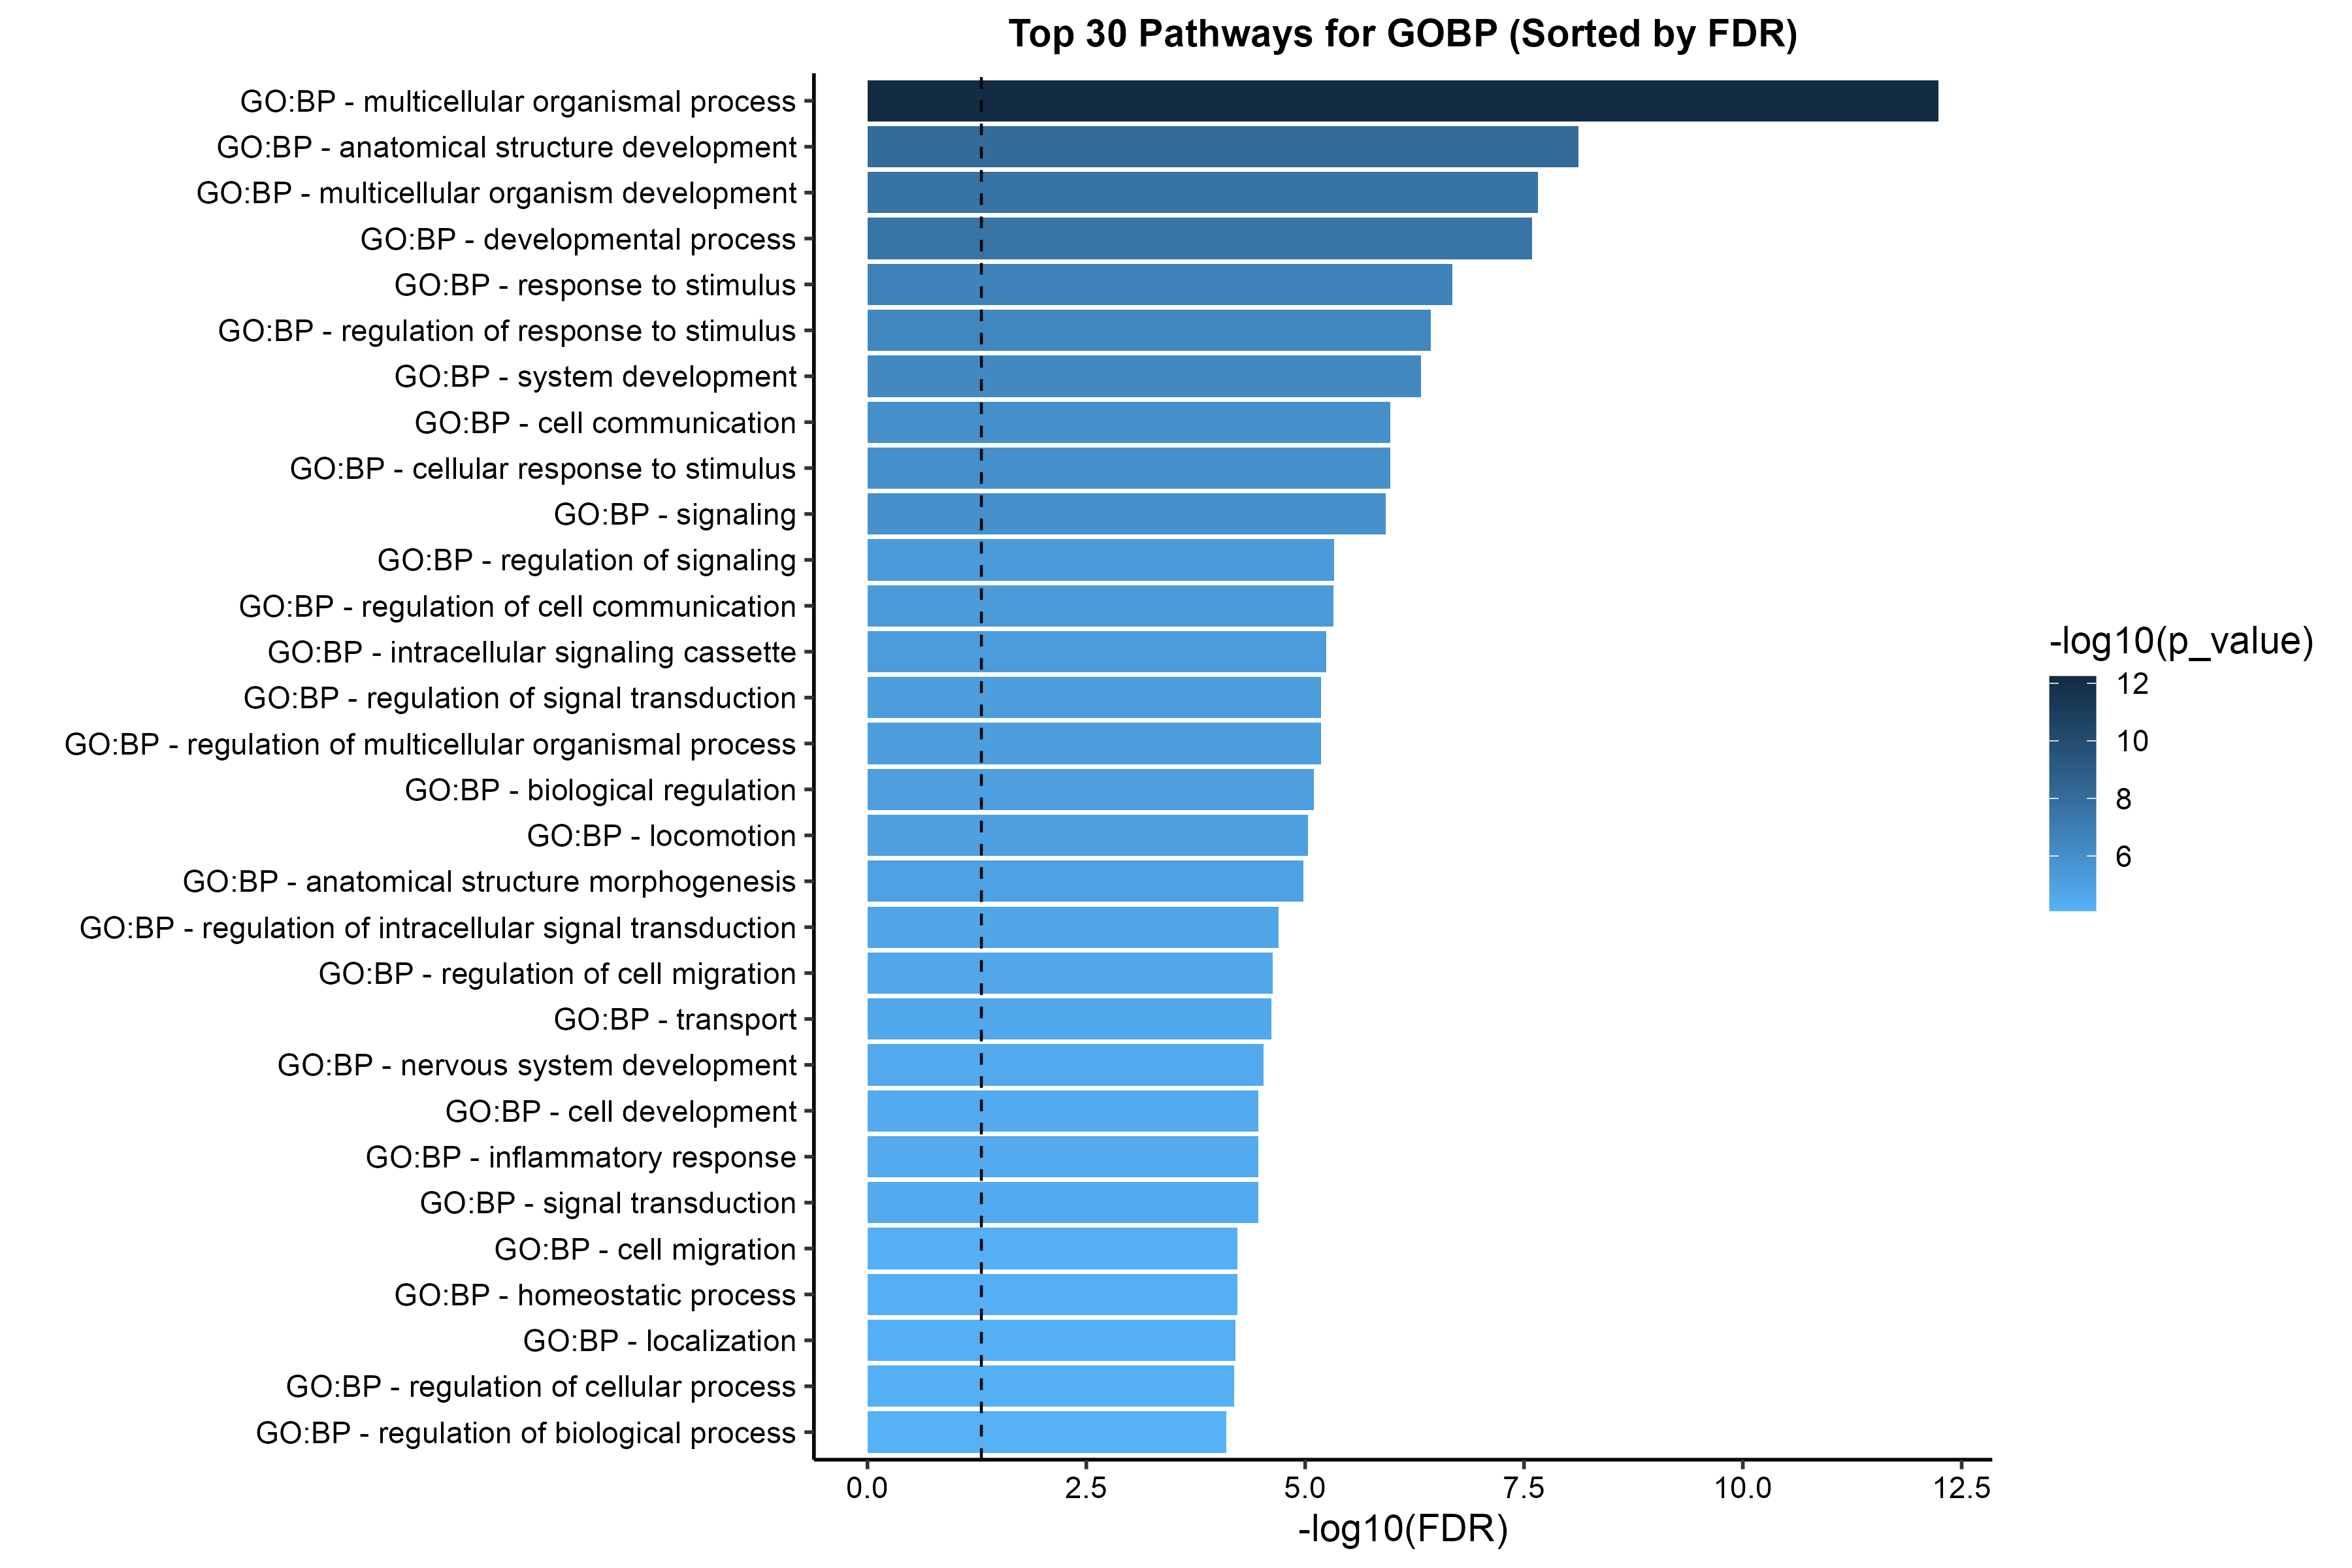 Top 30 Pathways for GOBP (Sorted by FDR)
GO:BP - multicellular organismal process
GO:BP - anatomical structure development
GO:BP - multicellular organism development
GO:BP - developmental process
GO:BP - response to stimulus
GO:BP - regulation of response to stimulus
GO:BP - system development
GO:BP - cell communication
GO:BP - cellular response to stimulus
GO:BP - signaling
GO:BP - regulation of signaling
GO:BP - regulation of cell communication
GO:BP - intracellular signaling cassette
GO:BP - regulation of signal transduction
GO:BP - regulation of multicellular organismal process
GO:BP - biological regulation
GO:BP - locomotion
GO:BP - anatomical structure morphogenesis
GO:BP - regulation of intracellular signal transduction
GO:BP - regulation of cell migration
GO:BP - transport
GO:BP - nervous system development
GO:BP - cell development
GO:BP - inflammatory response
GO:BP - signal transduction
GO:BP - cell migration
GO:BP - homeostatic process
GO:BP - localization
GO:BP - regulation of cellular process
GO:BP - regulation of biological process
0.0 2.5 5.0 7.5 10.0 12.5
-log10(FDR)
-log10(p_value)
12
10
8
6